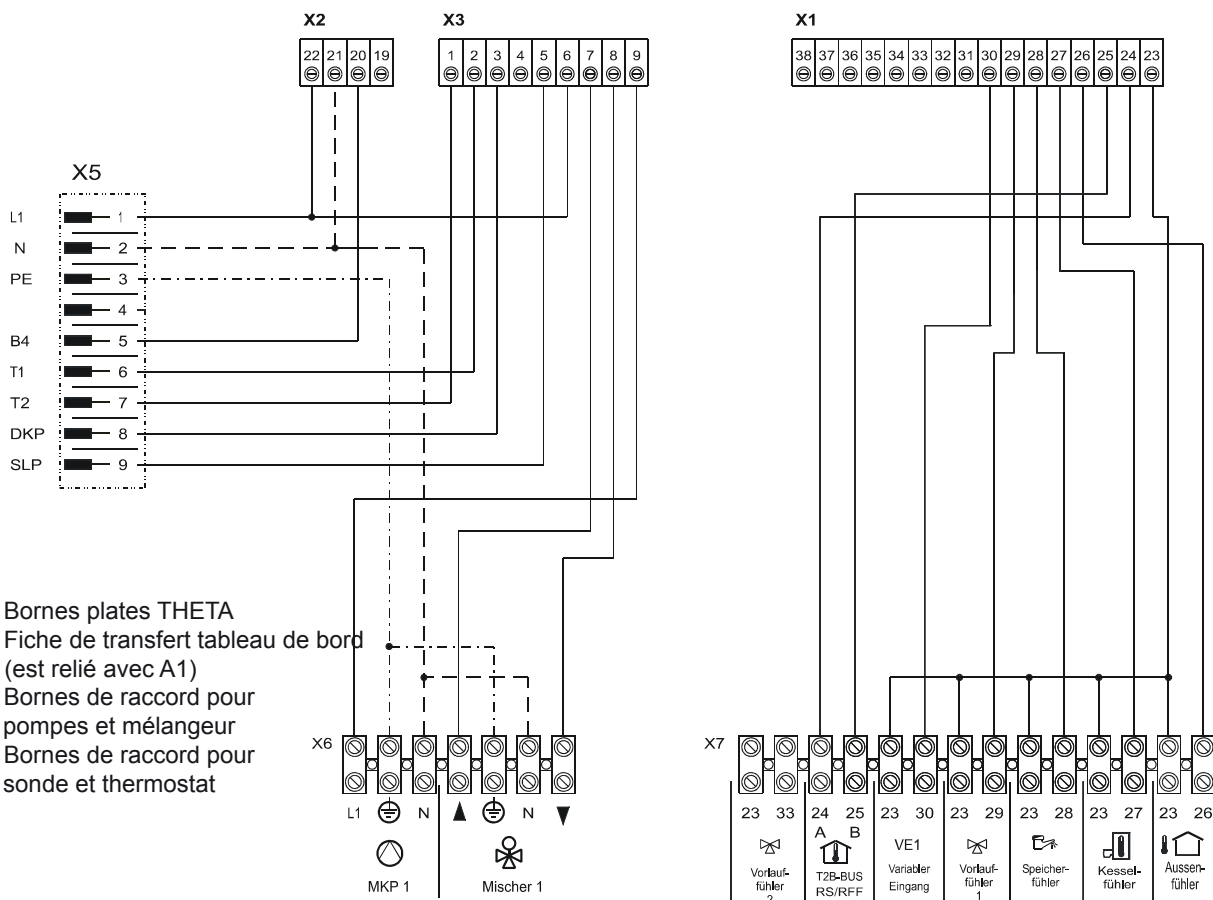 X2 X3 X1
22 21 20 19 1 2 3 4 5 6 7 8 9 38 37 36 35 34 33 32 31 30 29 28 27 26 25 24 23
X5
L1 1
N 2
PE 3
4
B4 5
T1 6
T2 7
DKP 8
SLP 9
Bornes plates THETA
Fiche de transfert tableau de bord
(est relié avec A1)
Bornes de raccord pour
pompes et mélangeur
Bornes de raccord pour
sonde et thermostat
X6
L1 N N
MKP 1 Mischer 1
X7
23 33 24 25 23 30 23 29 23 28 23 27 23 26
A B
Vorlauf-
fühler
2
T2B-BUS
RS/RFF
VE1
Variabler
Eingang
Vorlauf-
fühler
1
Speicher-
fühler
Kessel-
fühler
Aussen-
fühler